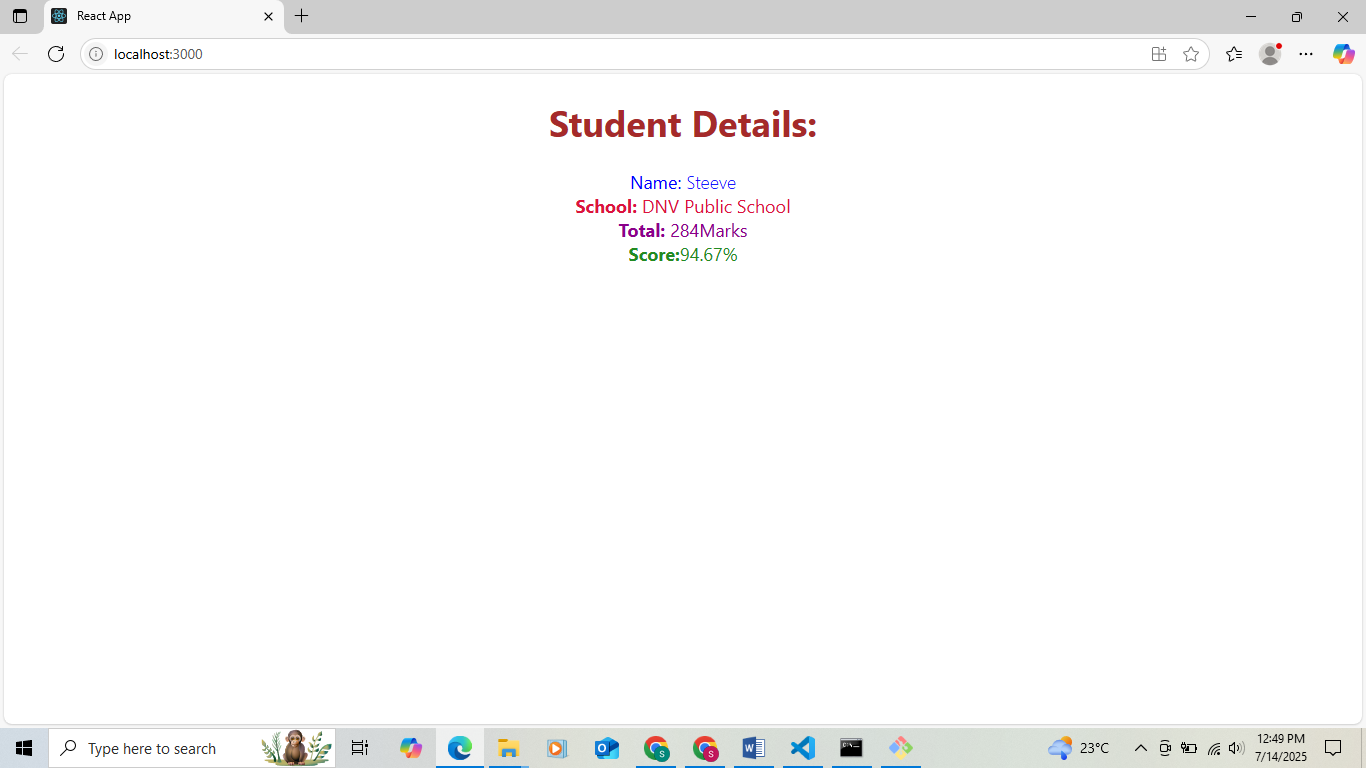 React App
localhost:3000
Student Details:
Name: Steeve
School: DNV Public School
Total: 284Marks
Score:94.67%
Type here to search
23°C
12:49 PM
7/14/2025